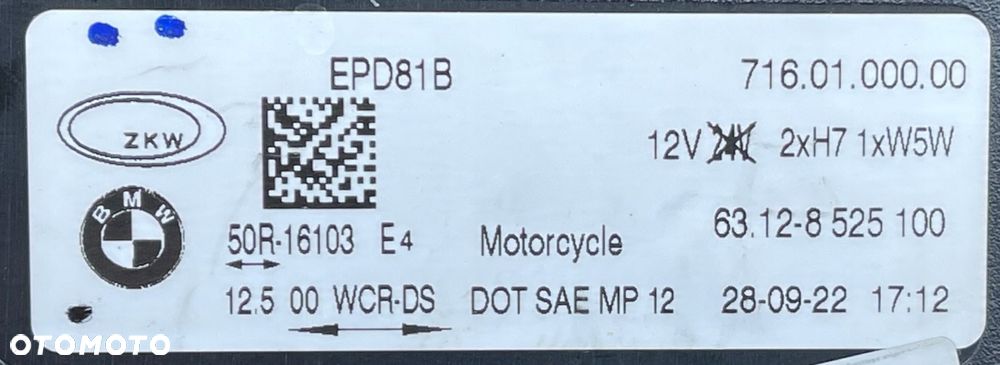 EPD81B 716.01.000.00
ZKW
12V 24V 2xH7 1xW5W
BMW
50R-16103 E4 Motorcycle 63.12-8 525 100
12.5 00 WCR-DS DOT SAE MP 12 28-09-22 17:12
OTOMOTO